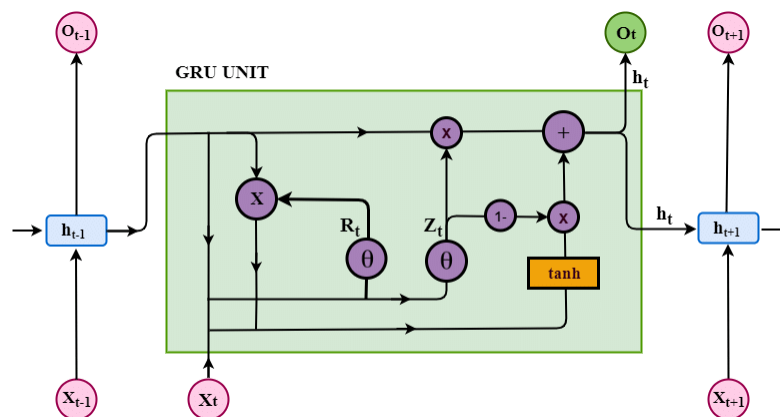 Ot-1
Ot
Ot+1
GRU UNIT
ht
x
+
X
Rt
Zt
1-
x
ht
ht-1
ht+1
θ
θ
tanh
Xt-1
Xt
Xt+1